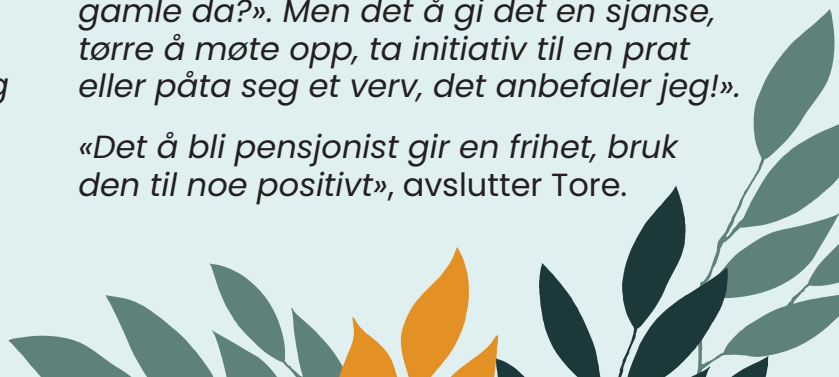 gamle da?». Men det å gi det en sjanse,
tørre å møte opp, ta initiativ til en prat
g
eller påta seg et verv, det anbefaler jeg!».
«Det å bli pensjonist gir en frihet, bruk
den til noe positivt», avslutter Tore.